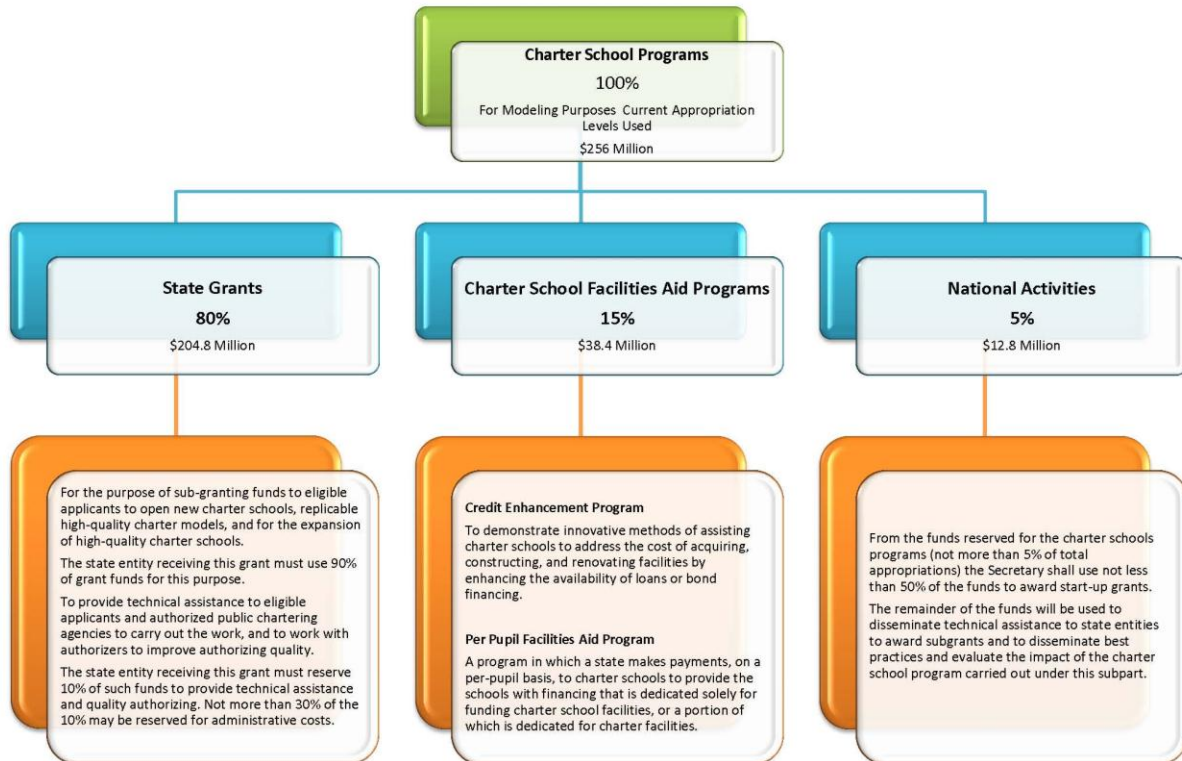 Charter School Programs
100%
For Modeling Purposes Current Appropriation
Levels Used
$256 Million
State Grants
80%
$204.8 Million
Charter School Facilities Aid Programs
15%
$38.4 Million
National Activities
5%
$12.8 Million
For the purpose of sub-granting funds to eligible
applicants to open new charter schools, replicable
high-quality charter models, and for the expansion
of high-quality charter schools.
The state entity receiving this grant must use 90%
of grant funds for this purpose.
To provide technical assistance to eligible
applicants and authorized public chartering
agencies to carry out the work, and to work with
authorizers to improve authorizing quality.
The state entity receiving this grant must reserve
10% of such funds to provide technical assistance
and quality authorizing. Not more than 30% of the
10% may be reserved for administrative costs.
Credit Enhancement Program
To demonstrate innovative methods of assisting
charter schools to address the cost of acquiring,
constructing, and renovating facilities by
enhancing the availability of loans or bond
financing.
Per Pupil Facilities Aid Program
A program in which a state makes payments, on a
per-pupil basis, to charter schools to provide the
schools with financing that is dedicated solely for
funding charter school facilities, or a portion of
which is dedicated for charter facilities.
From the funds reserved for the charter schools
programs (not more than 5% of total
appropriations) the Secretary shall use not less
than 50% of the funds to award start-up grants.
The remainder of the funds will be used to
disseminate technical assistance to state entities
to award subgrants and to disseminate best
practices and evaluate the impact of the charter
school program carried out under this subpart.